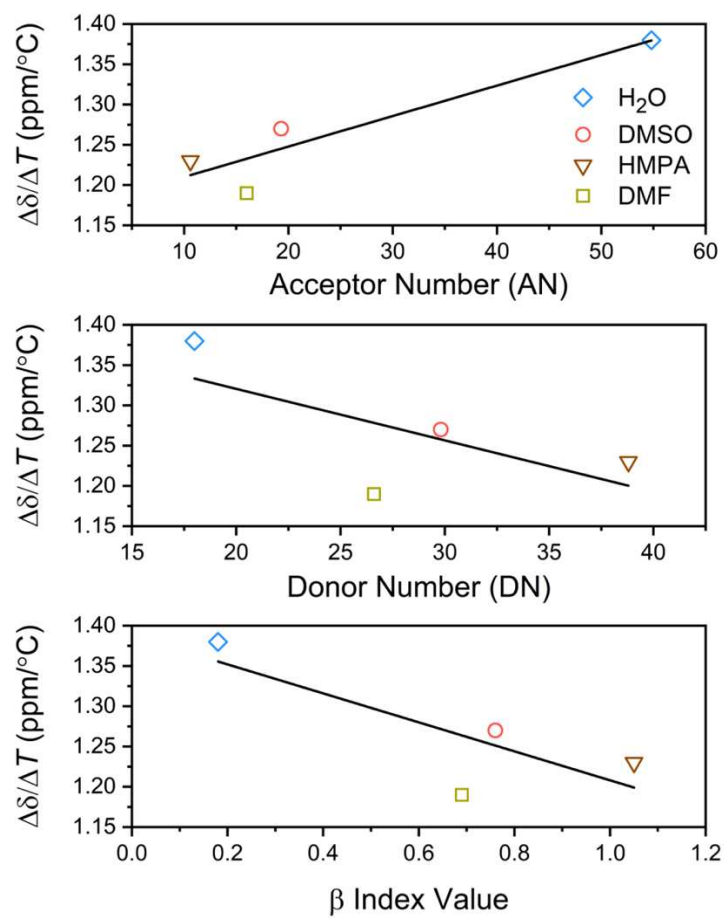 1.40
1.35
1.30
1.25
1.20
1.15
Δδ/ΔT (ppm/°C)
H₂O
DMSO
HMPA
DMF
10 20 30 40 50 60
Acceptor Number (AN)
1.40
1.35
1.30
1.25
1.20
1.15
Δδ/ΔT (ppm/°C)
15 20 25 30 35 40
Donor Number (DN)
1.40
1.35
1.30
1.25
1.20
1.15
Δδ/ΔT (ppm/°C)
0.0 0.2 0.4 0.6 0.8 1.0 1.2
β Index Value